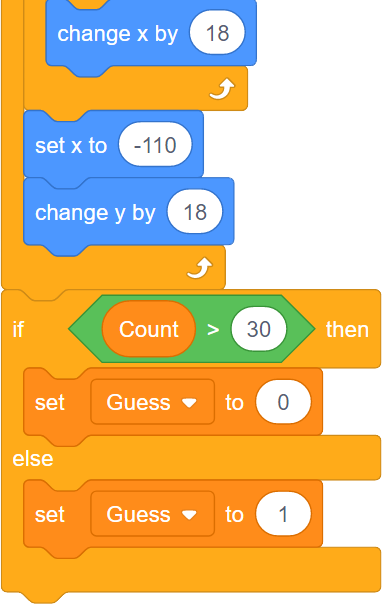 change x by 18
set x to -110
change y by 18
if Count > 30 then
set Guess to 0
else
set Guess to 1